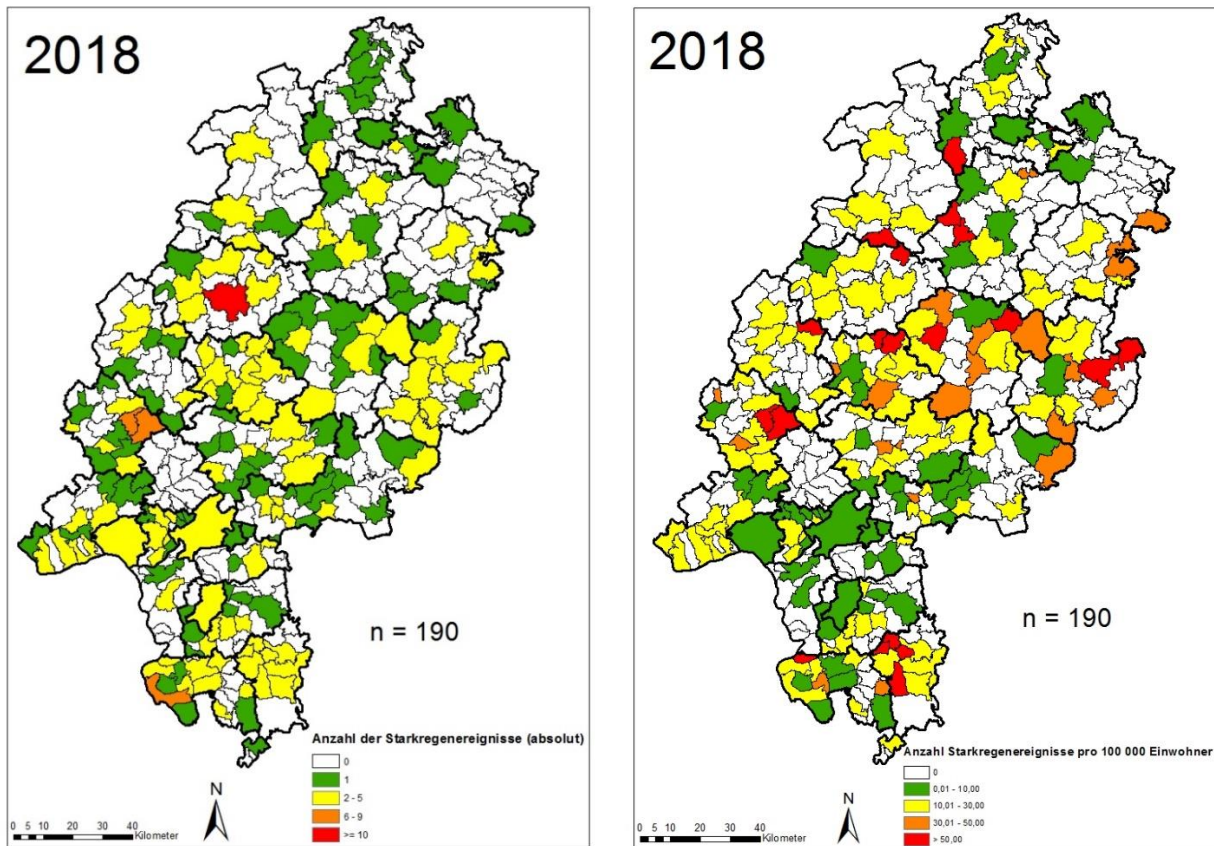 2018
n = 190
Anzahl der Starkregenereignisse (absolut)
0
1
2 - 5
6 - 9
>= 10
N
0 5 10 20 30 40
Kilometer
2018
n = 190
Anzahl Starkregenereignisse pro 100 000 Einwohner
0
0,01 - 10,00
10,01 - 30,00
30,01 - 50,00
> 50,00
N
0 5 10 20 30 40
Kilometer